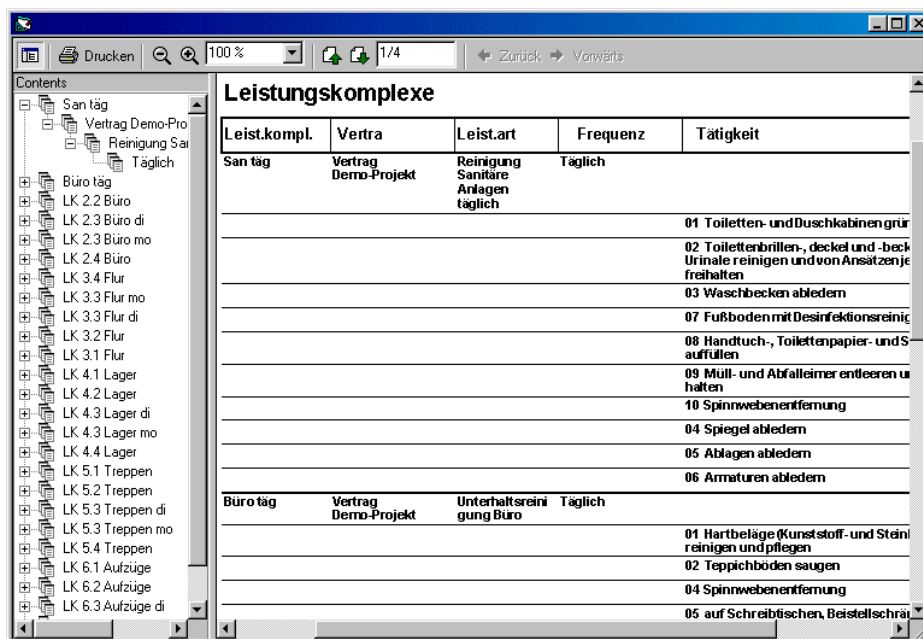 Drucken 100 % 1/4 Zurück Vorwärts
Contents
San täg
Vertrag Demo-Pro
Reinigung Sa
Täglich
Büro täg
LK 2.2 Büro
LK 2.3 Büro di
LK 2.3 Büro mo
LK 2.4 Büro
LK 3.4 Flur
LK 3.3 Flur mo
LK 3.3 Flur di
LK 3.2 Flur
LK 3.1 Flur
LK 4.1 Lager
LK 4.2 Lager
LK 4.3 Lager di
LK 4.3 Lager mo
LK 4.4 Lager
LK 5.1 Treppen
LK 5.2 Treppen
LK 5.3 Treppen di
LK 5.3 Treppen mo
LK 5.4 Treppen
LK 6.1 Aufzüge
LK 6.2 Aufzüge
LK 6.3 Aufzüge di
Leistungskomplexe
Leist.kompl. Vertra Leist.art Frequenz Tätigkeit
San täg Vertrag Reinigung Täglich
Demo-Projekt Sanitäre
Anlagen
täglich
01 Toiletten- und Duschkabinen grün
02 Toilettenbrillen-, deckel und -beck
Urinale reinigen und von Ansätzen je
freihalten
03 Waschbecken abledern
07 Fußboden mit Desinfektionsreinig
08 Handtuch-, Toilettenpapier- und S
auffüllen
09 Müll- und Abfalleimer entleeren un
halten
10 Spinnwebenentfernung
04 Spiegel abledern
05 Ablagen abledern
06 Armaturen abledern
Büro täg Vertrag Unterhaltsreini Täglich
Demo-Projekt gung Büro
01 Hartbeläge (Kunststoff- und Stein
reinigen und pflegen
02 Teppichböden saugen
04 Spinnwebenentfernung
05 auf Schreibtischen, Beistellschrä